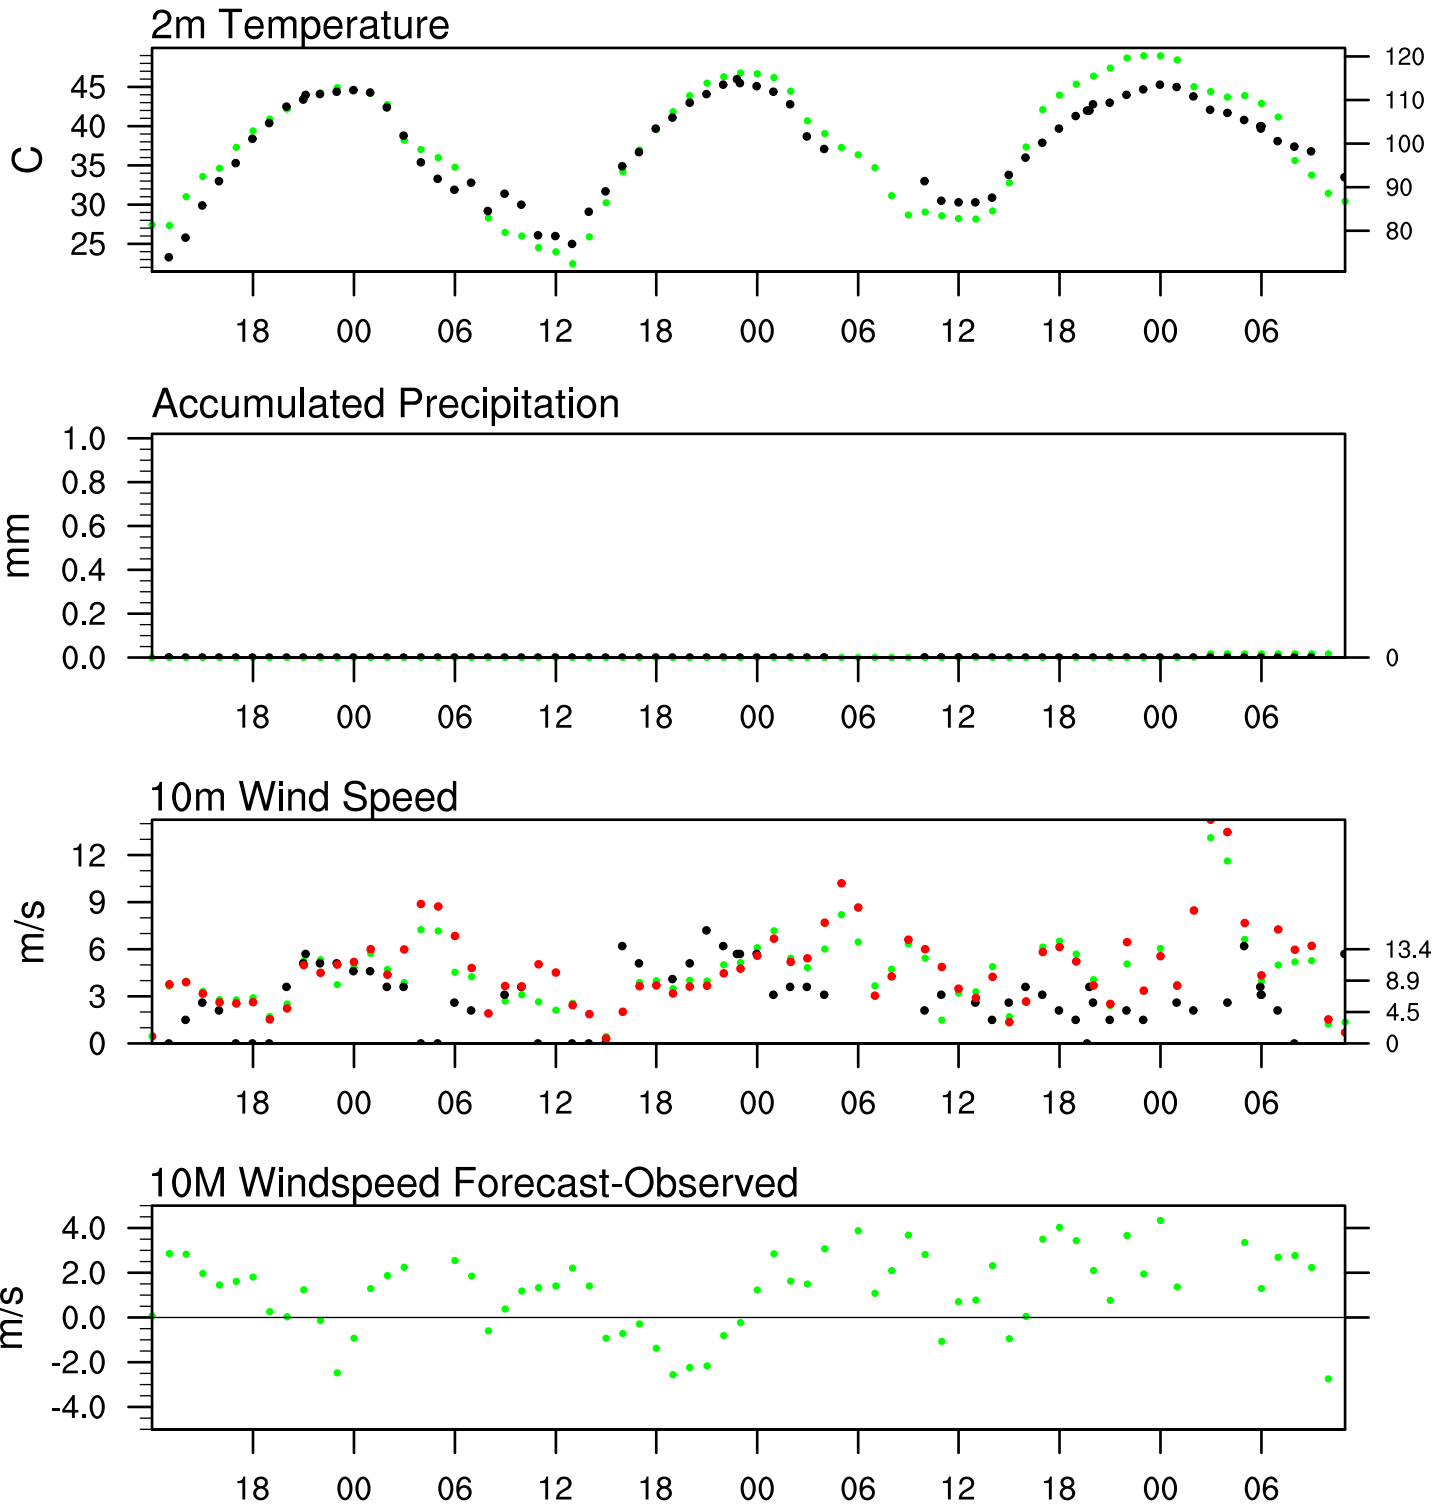 2m Temperature
C
45
40
35
30
25
120
110
100
90
80
18 00 06 12 18 00 06 12 18 00 06
Accumulated Precipitation
mm
1.0
0.8
0.6
0.4
0.2
0.0
0
18 00 06 12 18 00 06 12 18 00 06
10m Wind Speed
m/s
12
9
6
3
0
13.4
8.9
4.5
0
18 00 06 12 18 00 06 12 18 00 06
10M Windspeed Forecast-Observed
m/s
4.0
2.0
0.0
-2.0
-4.0
18 00 06 12 18 00 06 12 18 00 06